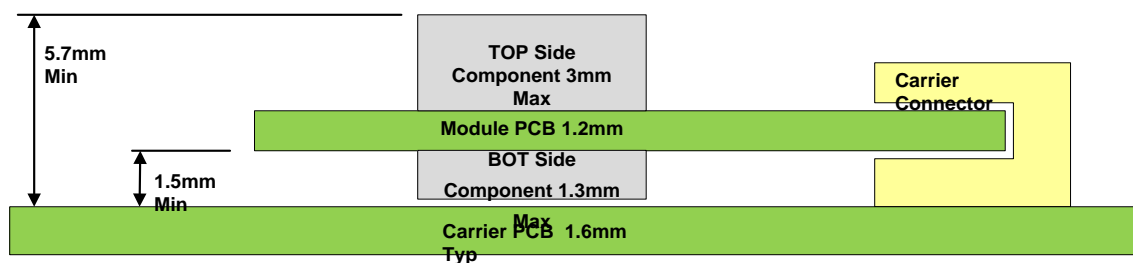 5.7mm
Min
TOP Side
Component 3mm
Max
Carrier
Connector
Module PCB 1.2mm
BOT Side
1.5mm
Min
Component 1.3mm
Max
Carrier PCB 1.6mm
Typ